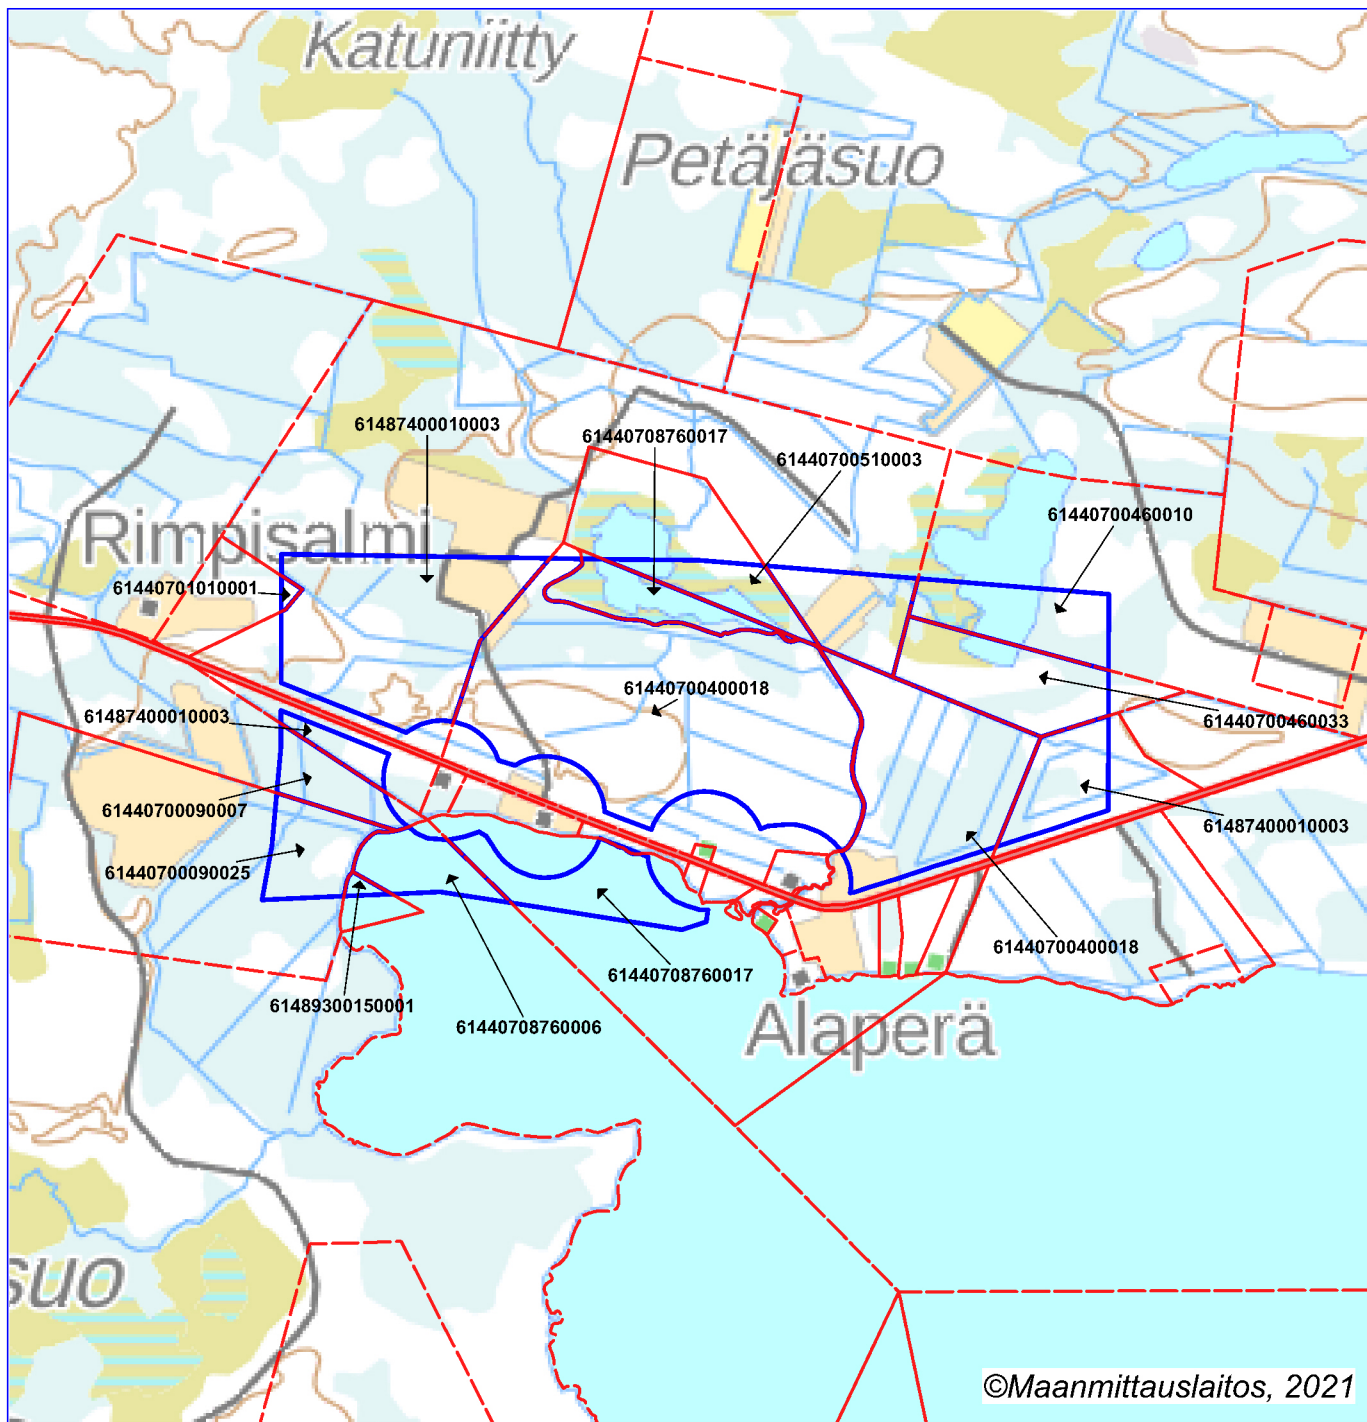 Katuniitty
Petäjäsuo
61487400010003
61440708760017
61440700510003
61440700460010
Rimpisalmi
61440701010001
61440700400018
61487400010003
61440700460033
61440700090007
61487400010003
61440700090025
61440700400018
61440708760017
61489300150001
61440708760006
Alaperä
suo
©Maanmittauslaitos, 2021